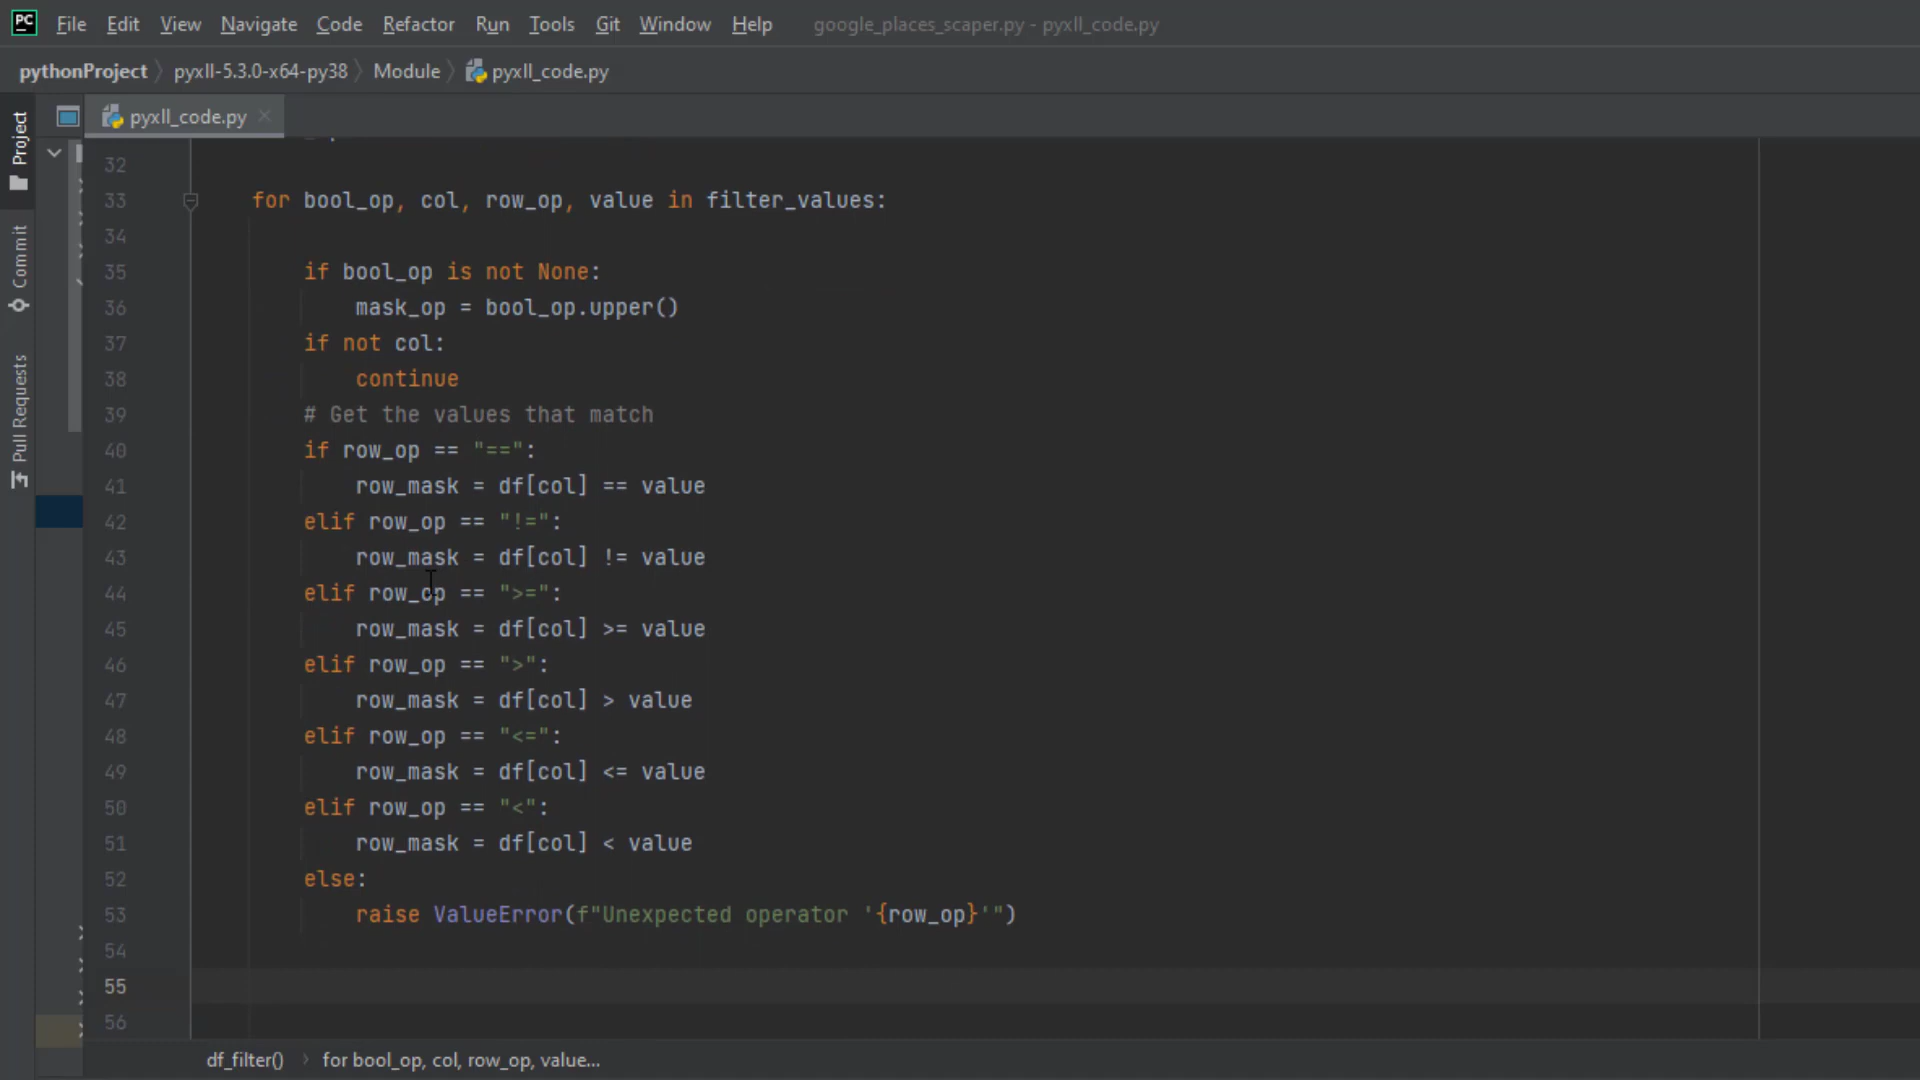 PC File Edit View Navigate Code Refactor Run Tools Git Window Help google_places_scaper.py - pyxll_code.py
pythonProject pyxll-5.3.0-x64-py38 Module pyxll_code.py
pyxll_code.py
Project
Commit
Pull Requests
32
33 for bool_op, col, row_op, value in filter_values:
34
35 if bool_op is not None:
36 mask_op = bool_op.upper()
37 if not col:
38 continue
39 # Get the values that match
40 if row_op == "==":
41 row_mask = df[col] == value
42 elif row_op == "!=":
43 row_mask = df[col] != value
44 elif row_op == ">=":
45 row_mask = df[col] >= value
46 elif row_op == ">":
47 row_mask = df[col] > value
48 elif row_op == "<=":
49 row_mask = df[col] <= value
50 elif row_op == "<":
51 row_mask = df[col] < value
52 else:
53 raise ValueError(f"Unexpected operator '{row_op}'")
54
55
56
df_filter() for bool_op, col, row_op, value...